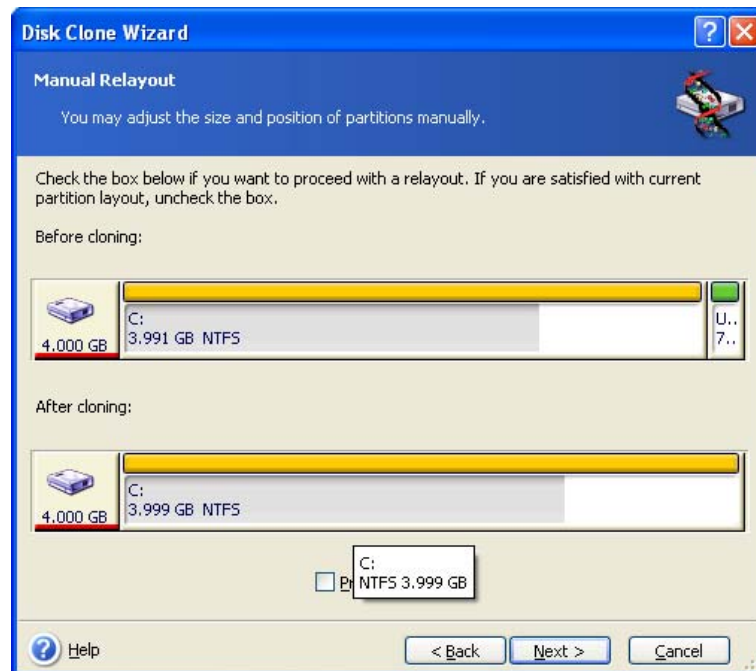 Disk Clone Wizard
Manual Relayout
You may adjust the size and position of partitions manually.
Check the box below if you want to proceed with a relayout. If you are satisfied with current
partition layout, uncheck the box.
Before cloning:
4.000 GB
C:
3.991 GB NTFS
U..
7..
After cloning:
4.000 GB
C:
3.999 GB NTFS
C:
NTFS 3.999 GB
Help
< Back
Next >
Cancel